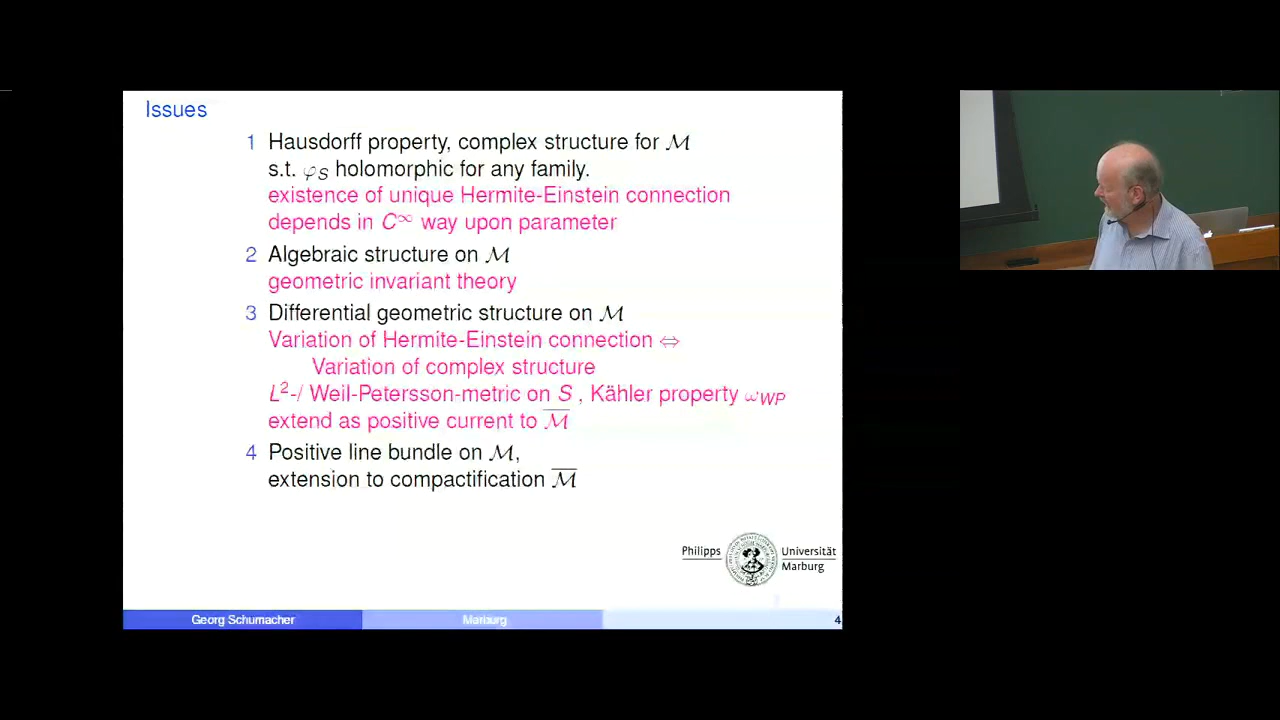 Issues
1 Hausdorff property, complex structure for ℳ
s.t. φ_S holomorphic for any family.
existence of unique Hermite-Einstein connection
depends in C^∞ way upon parameter
2 Algebraic structure on ℳ
geometric invariant theory
3 Differential geometric structure on ℳ
Variation of Hermite-Einstein connection ⇔
Variation of complex structure
L²-/ Weil-Petersson-metric on S , Kähler property ω_WP
extend as positive current to ℳ̅
4 Positive line bundle on ℳ,
extension to compactification ℳ̅
Philipps Universität
Marburg
Georg Schumacher Marburg 4